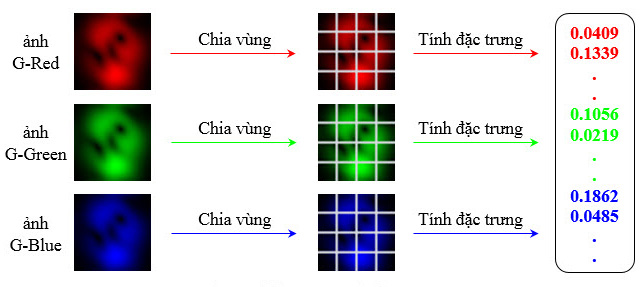 ảnh
G-Red
Chia vùng
Tính đặc trưng
0.0409
0.1339
.
.
ảnh
G-Green
Chia vùng
Tính đặc trưng
0.1056
0.0219
.
.
ảnh
G-Blue
Chia vùng
Tính đặc trưng
0.1862
0.0485
.
.